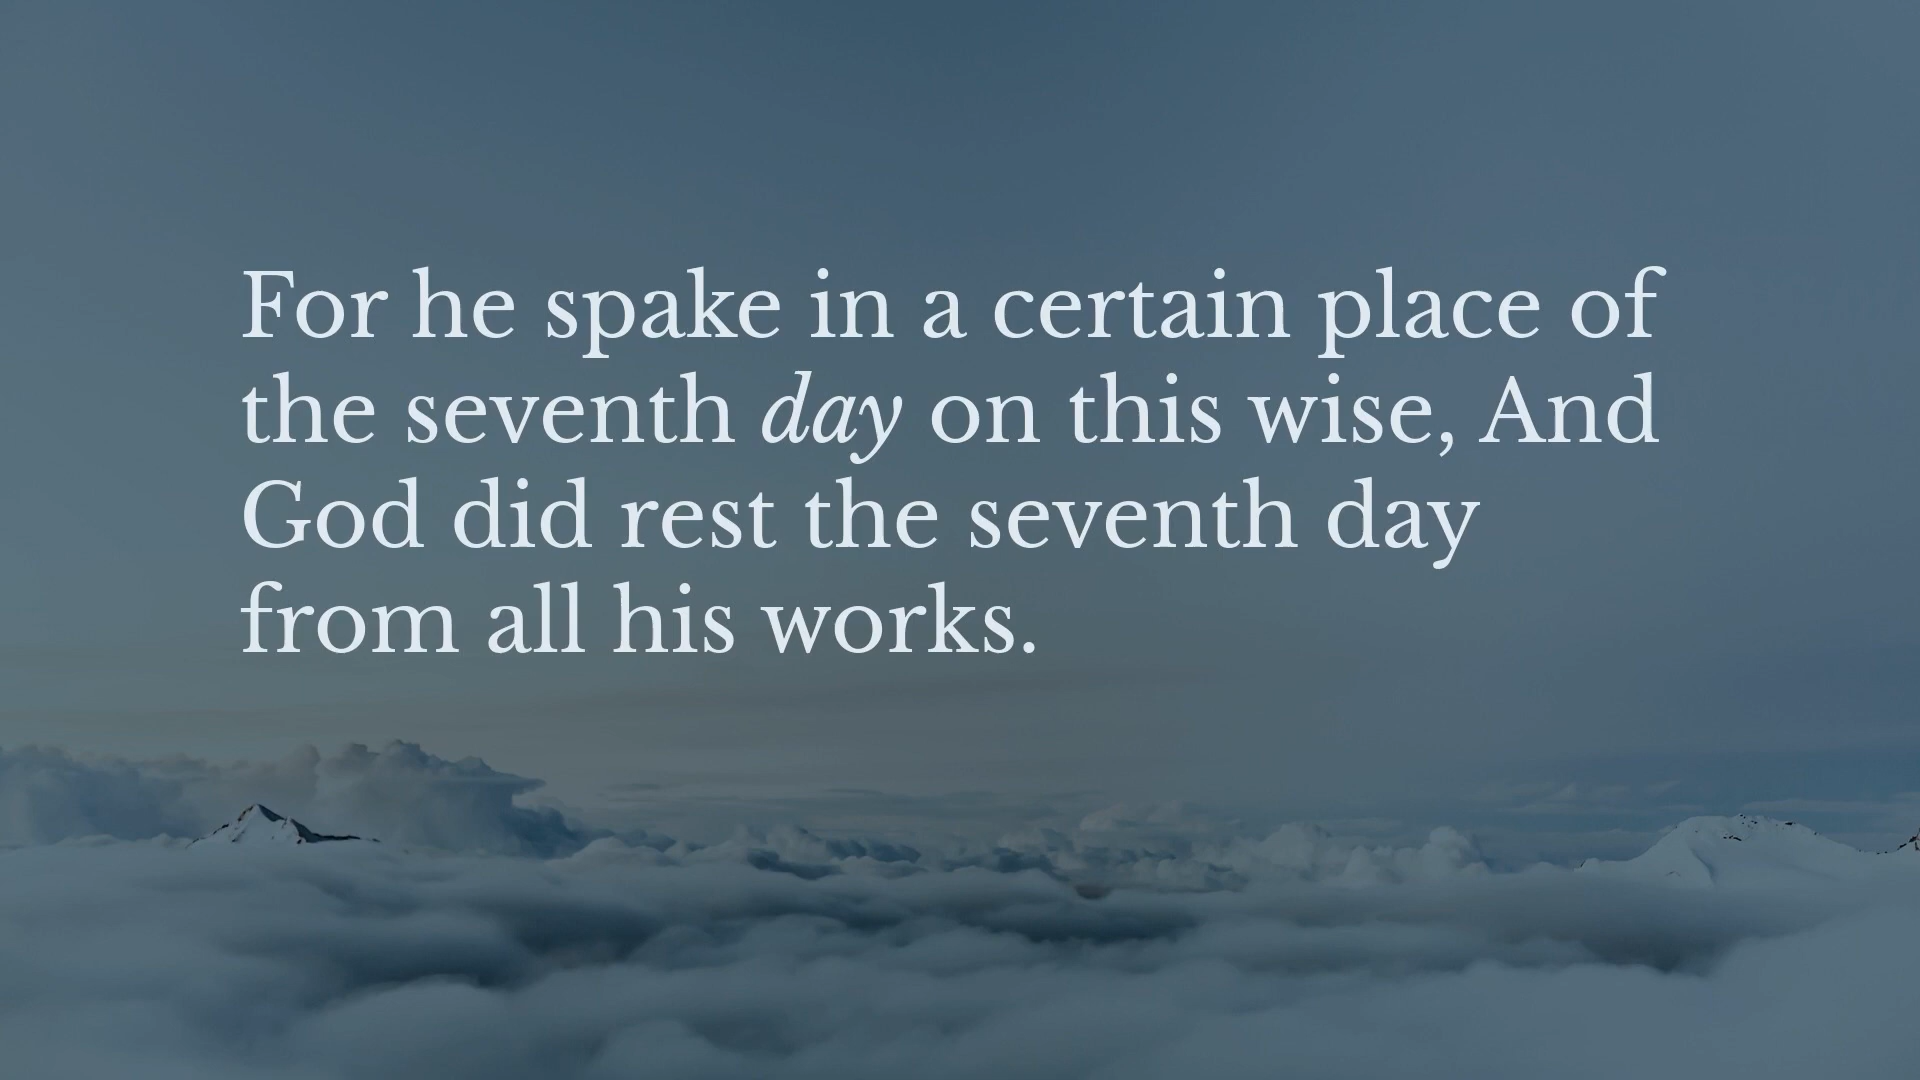 For he spake in a certain place of
the seventh day on this wise, And
God did rest the seventh day
from all his works.